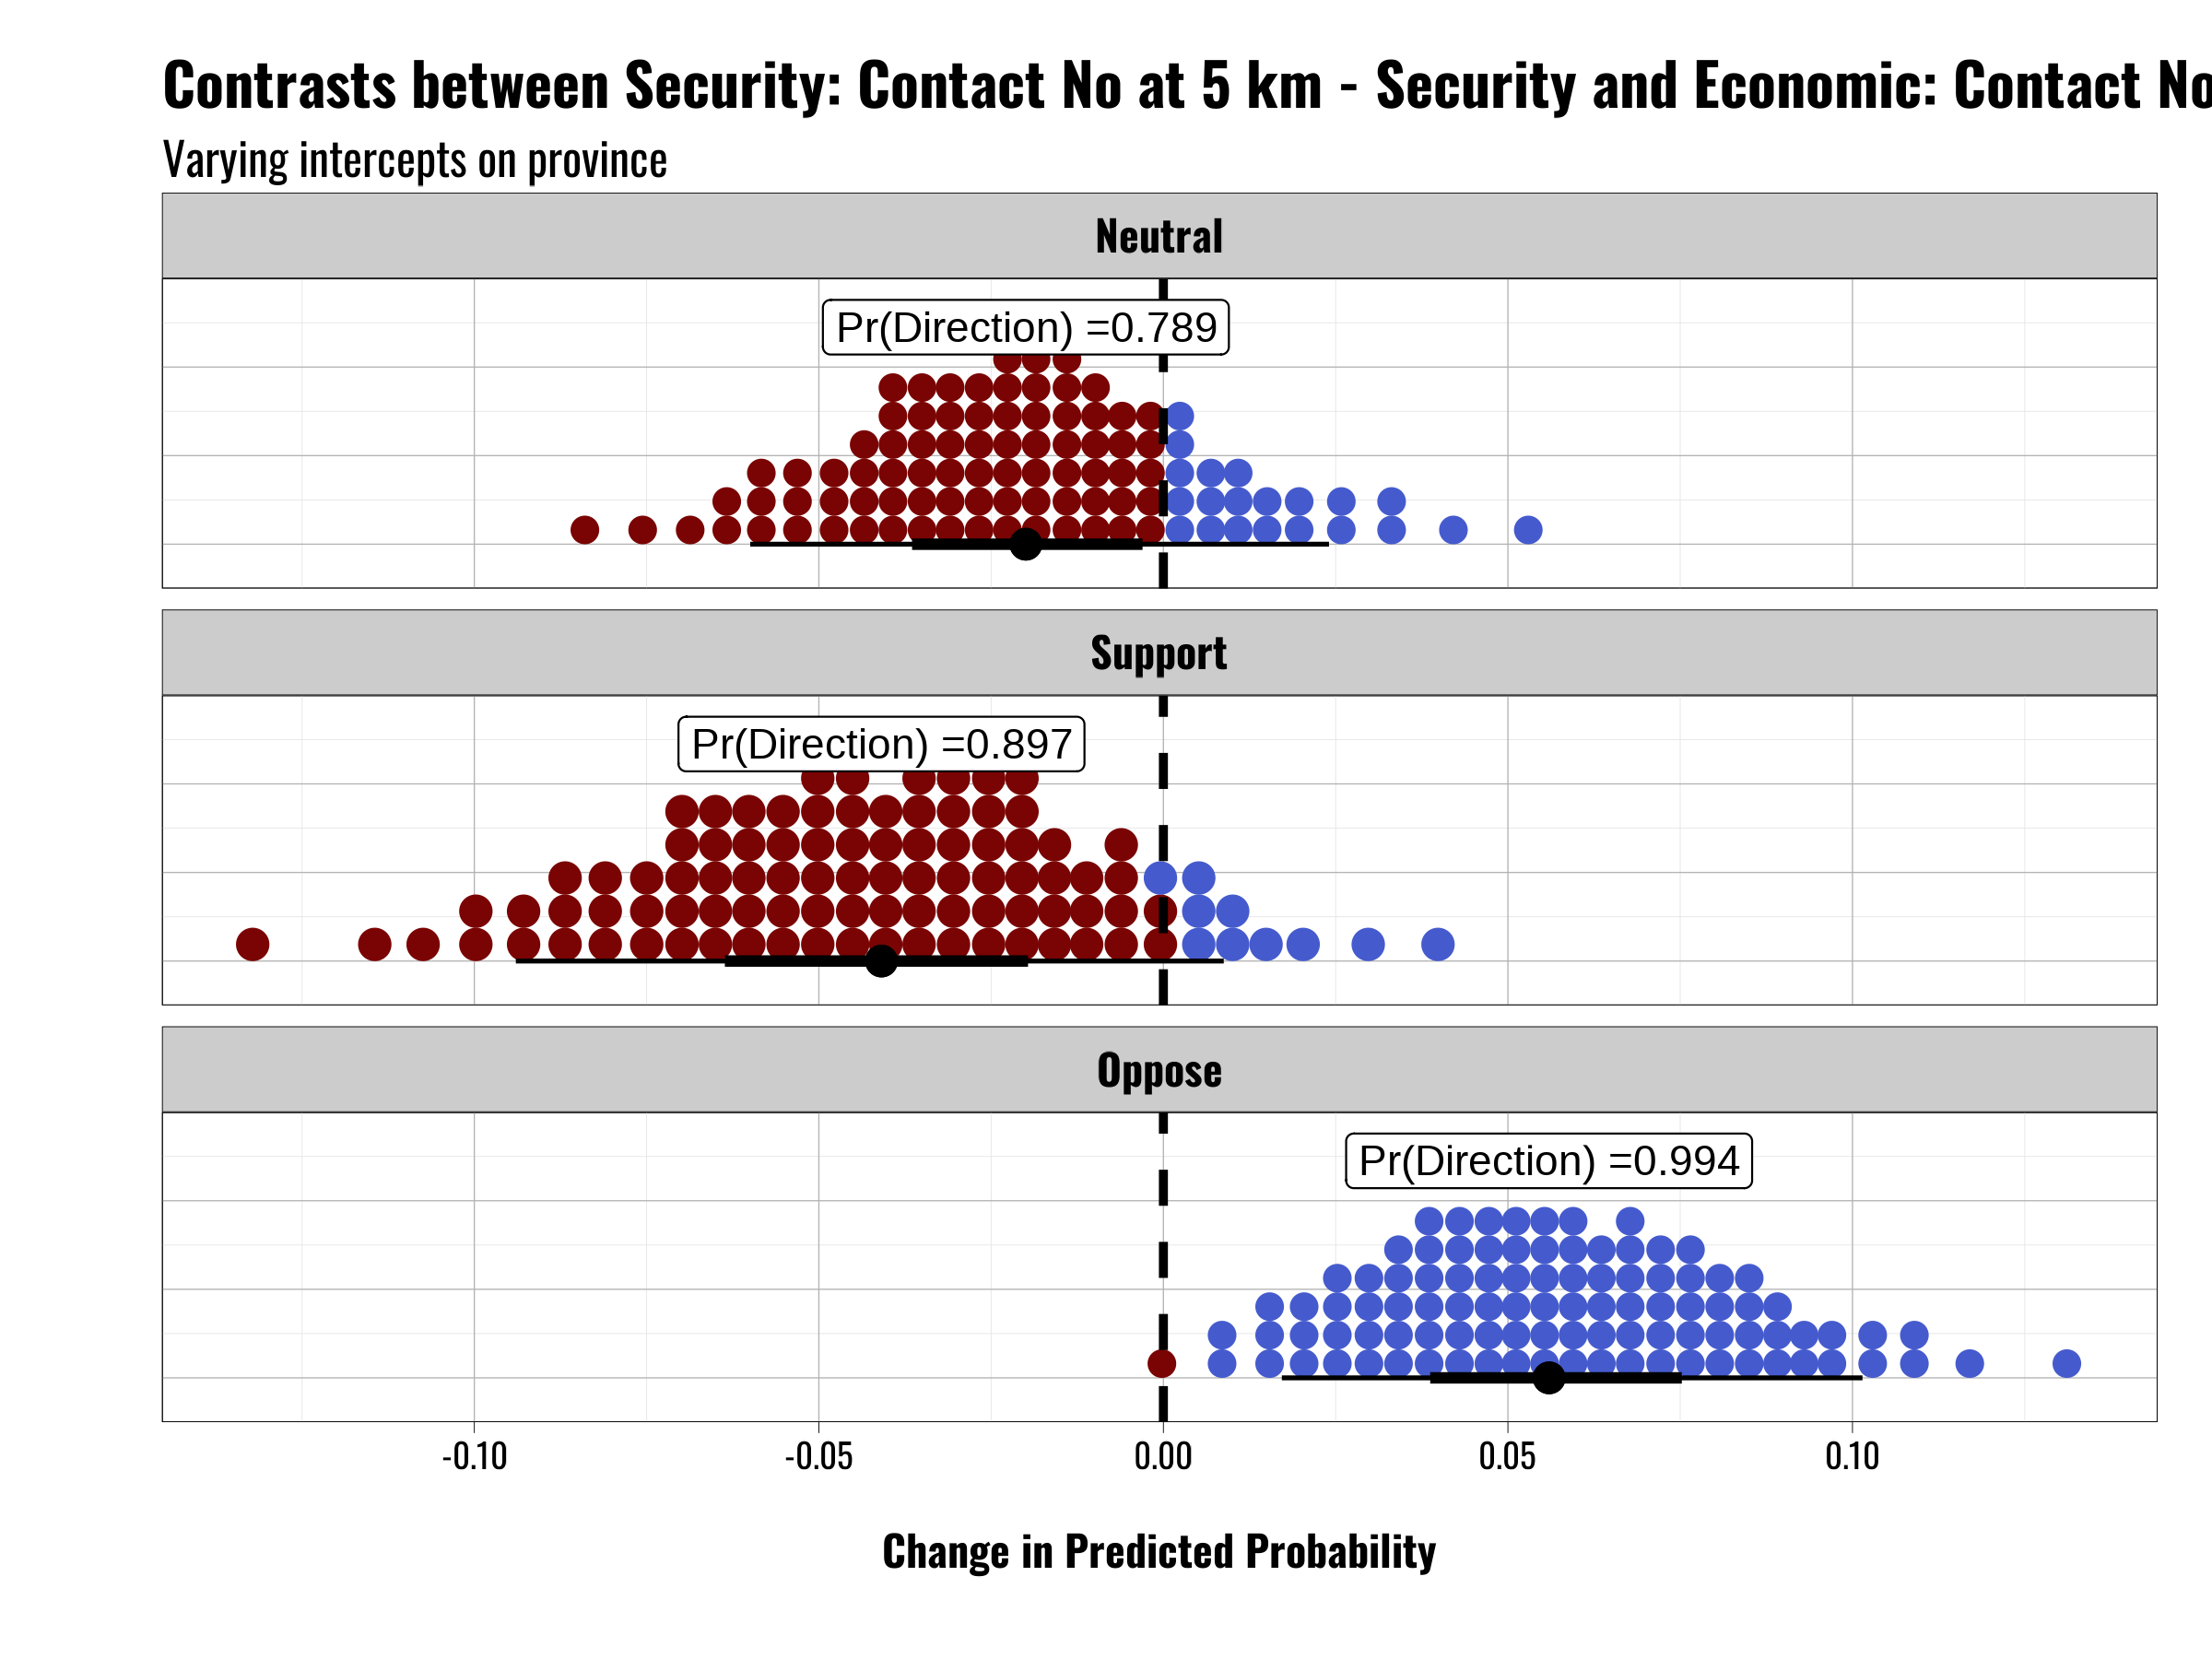 Contrasts between Security: Contact No at 5 km - Security and Economic: Contact No
Varying intercepts on province
Neutral
Pr(Direction) =0.789
Support
Pr(Direction) =0.897
Oppose
Pr(Direction) =0.994
-0.10 -0.05 0.00 0.05 0.10
Change in Predicted Probability